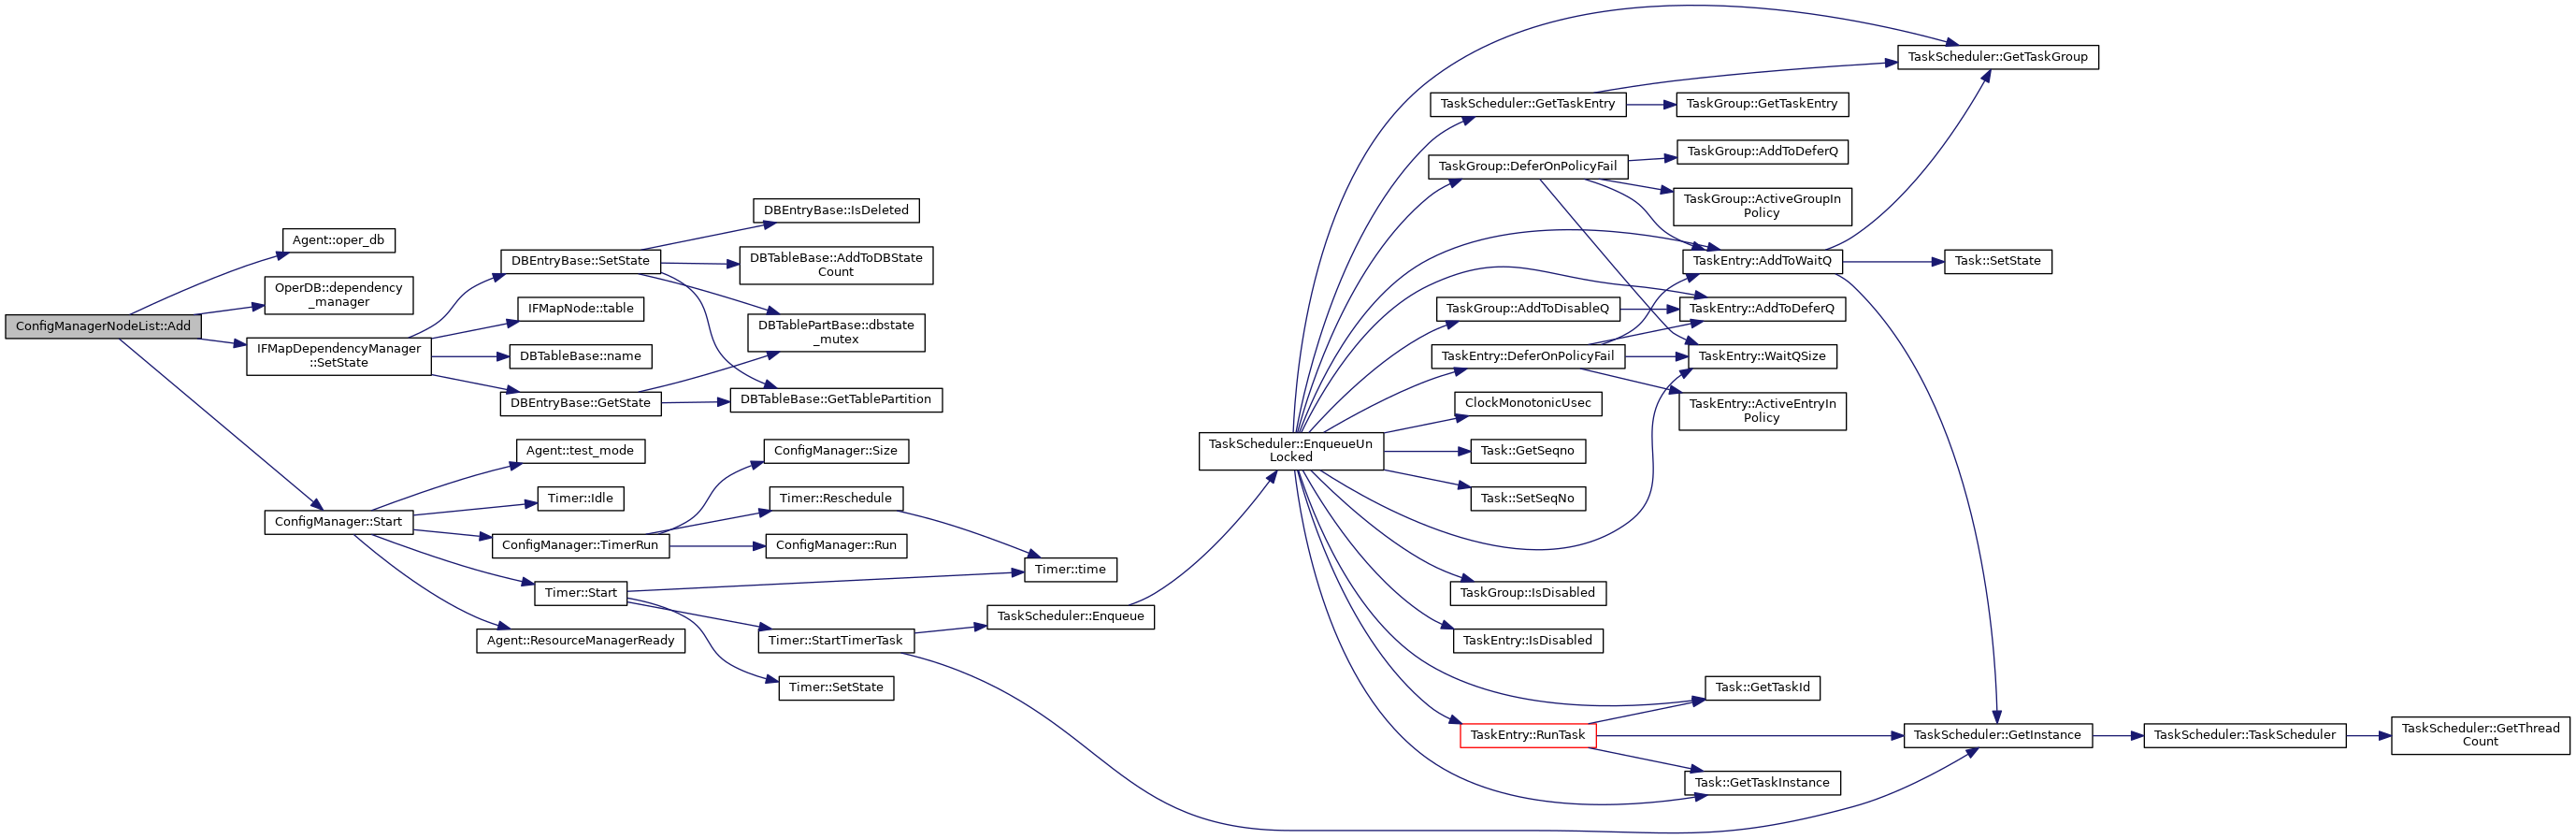 ConfigManagerNodeList::Add
Agent::oper_db
OperDB::dependency
_manager
IFMapDependencyManager
::SetState
ConfigManager::Start
DBEntryBase::SetState
IFMapNode::table
DBTableBase::name
DBEntryBase::GetState
Agent::test_mode
Timer::Idle
ConfigManager::TimerRun
Timer::Start
Agent::ResourceManagerReady
DBEntryBase::IsDeleted
DBTableBase::AddToDBState
Count
DBTablePartBase::dbstate
_mutex
DBTableBase::GetTablePartition
ConfigManager::Size
Timer::Reschedule
ConfigManager::Run
Timer::StartTimerTask
Timer::SetState
Timer::time
TaskScheduler::Enqueue
TaskScheduler::EnqueueUn
Locked
TaskScheduler::GetTaskEntry
TaskGroup::DeferOnPolicyFail
TaskGroup::AddToDisableQ
TaskEntry::DeferOnPolicyFail
ClockMonotonicUsec
Task::GetSeqno
Task::SetSeqNo
TaskGroup::IsDisabled
TaskEntry::IsDisabled
TaskEntry::RunTask
TaskGroup::GetTaskEntry
TaskGroup::AddToDeferQ
TaskGroup::ActiveGroupIn
Policy
TaskEntry::AddToWaitQ
TaskEntry::AddToDeferQ
TaskEntry::WaitQSize
TaskEntry::ActiveEntryIn
Policy
Task::GetTaskId
Task::GetTaskInstance
TaskScheduler::GetTaskGroup
Task::SetState
TaskScheduler::GetInstance
TaskScheduler::TaskScheduler
TaskScheduler::GetThread
Count